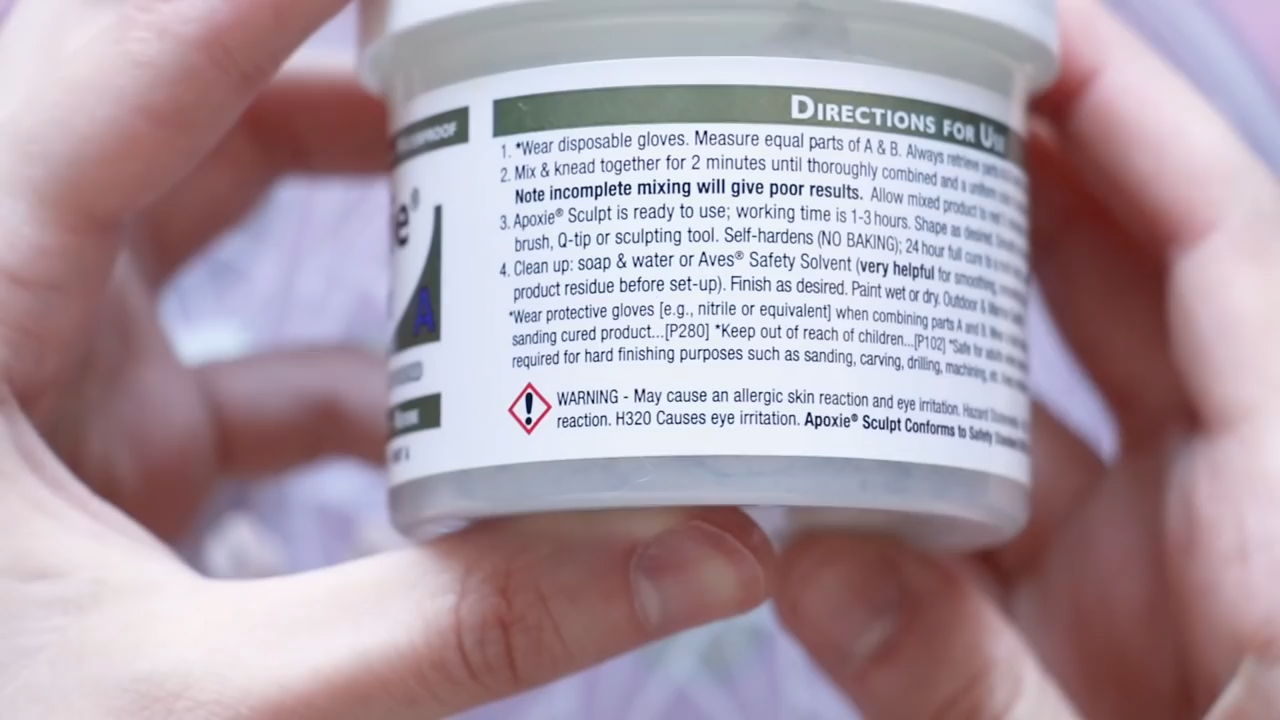 DIRECTIONS FOR USE
1. *Wear disposable gloves. Measure equal parts of A & B. Always retrieve
2. Mix & knead together for 2 minutes until thoroughly combined and a uniform
Note incomplete mixing will give poor results. Allow mixed product to
3. Apoxie® Sculpt is ready to use; working time is 1-3 hours. Shape as desired.
brush, Q-tip or sculpting tool. Self-hardens (NO BAKING); 24 hour full cure
4. Clean up: soap & water or Aves® Safety Solvent (very helpful for smoothing,
product residue before set-up). Finish as desired. Paint wet or dry. Outdoor &
*Wear protective gloves [e.g., nitrile or equivalent] when combining parts A and B.
sanding cured product...[P280] *Keep out of reach of children...[P102] *Safe for
required for hard finishing purposes such as sanding, carving, drilling, machining,
WARNING - May cause an allergic skin reaction and eye irritation. Hazard
reaction. H320 Causes eye irritation. Apoxie® Sculpt Conforms to Safety
ie®
A